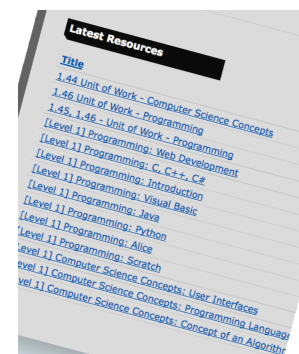 Latest Resources
Title
1.44 Unit of Work - Computer Science Concepts
1.46 Unit of Work - Programming
1.45, 1.46 - Unit of Work - Programming
[Level 1] Programming: Web Development
[Level 1] Programming: C, C++, C#
[Level 1] Programming: Introduction
[Level 1] Programming: Visual Basic
[Level 1] Programming: Java
[Level 1] Programming: Python
[Level 1] Programming: Alice
[Level 1] Programming: Scratch
1] Computer Science Concepts: User Interfaces
1] Computer Science Concepts: Programming
1] Computer Science Concepts: Concept of an